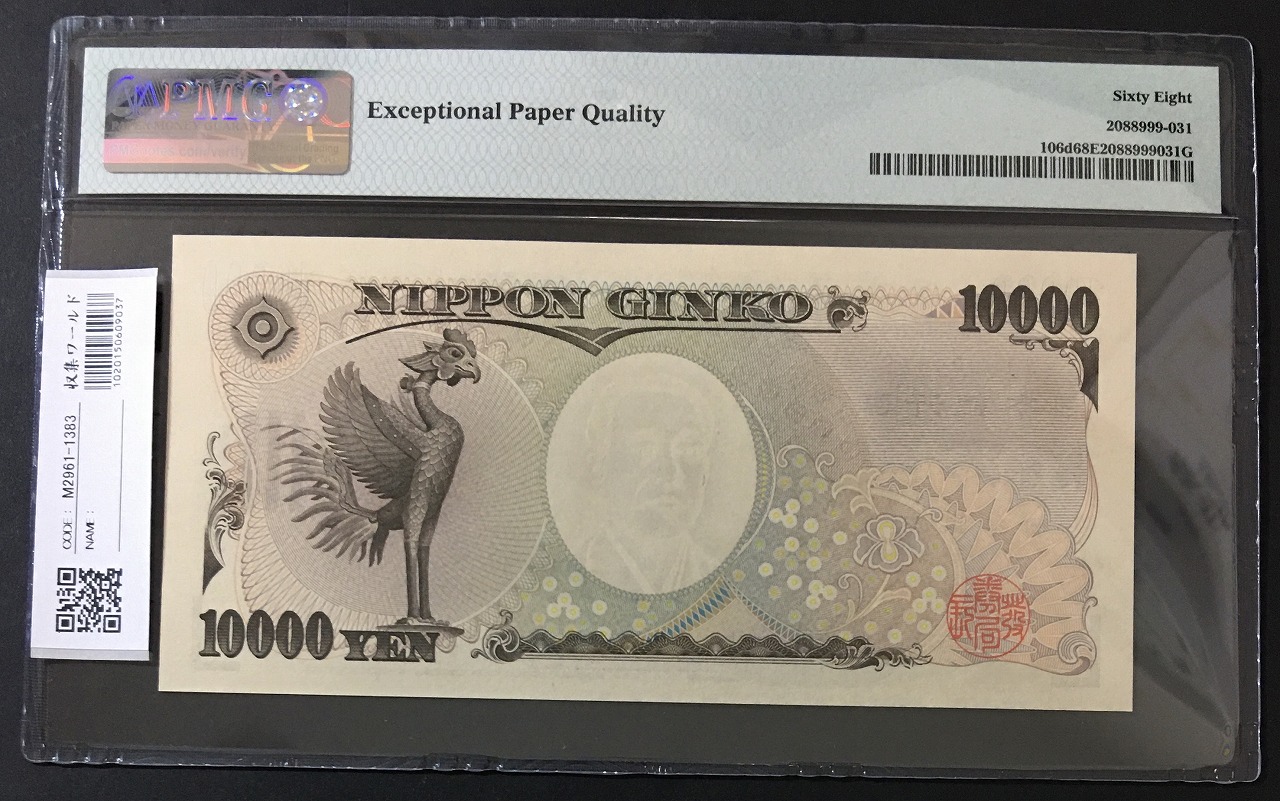 PMG
Exceptional Paper Quality
Sixty Eight
2088999-031
106d68E2088999031G
NIPPON GINKO
10000
10000 YEN
収集ワールド
1020150609037
CODE: M2961-1383
NAME: